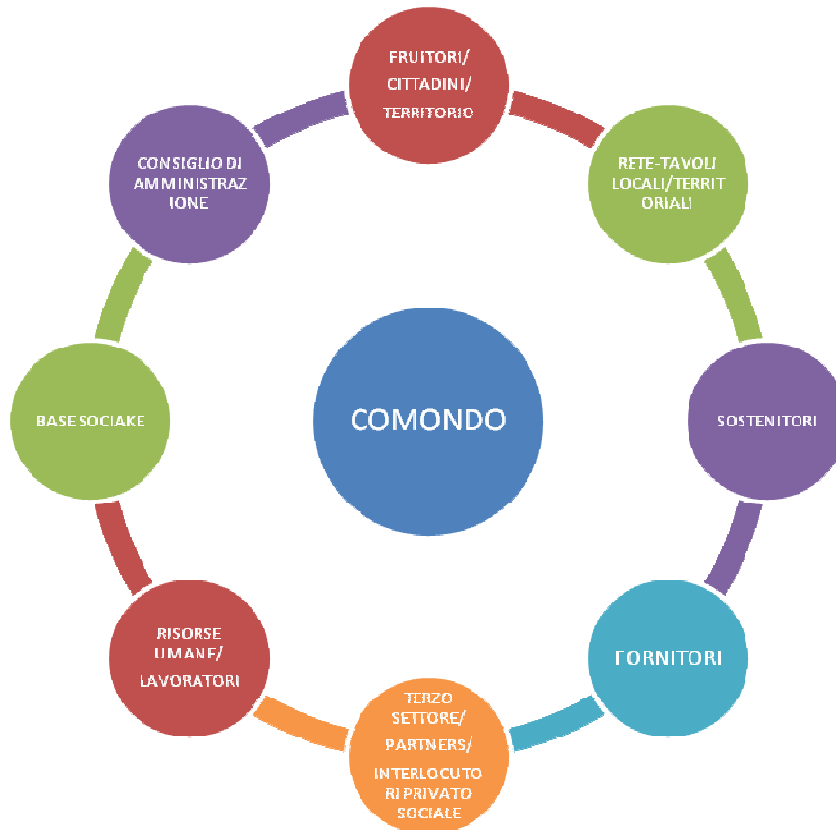 FRUITORI/
CITTADINI/
TERRITORIO
RETE-TAVOLI
LOCALI/TERRIT
ORIALI
SOSTENITORI
FORNITORI
TERZO
SETTORE/
PARTNERS/
INTERLOCUTO
RI PRIVATO
SOCIALE
RISORSE
UMANE/
LAVORATORI
BASE SOCIAKE
CONSIGLIO DI
AMMINISTRAZ
IONE
COMONDO